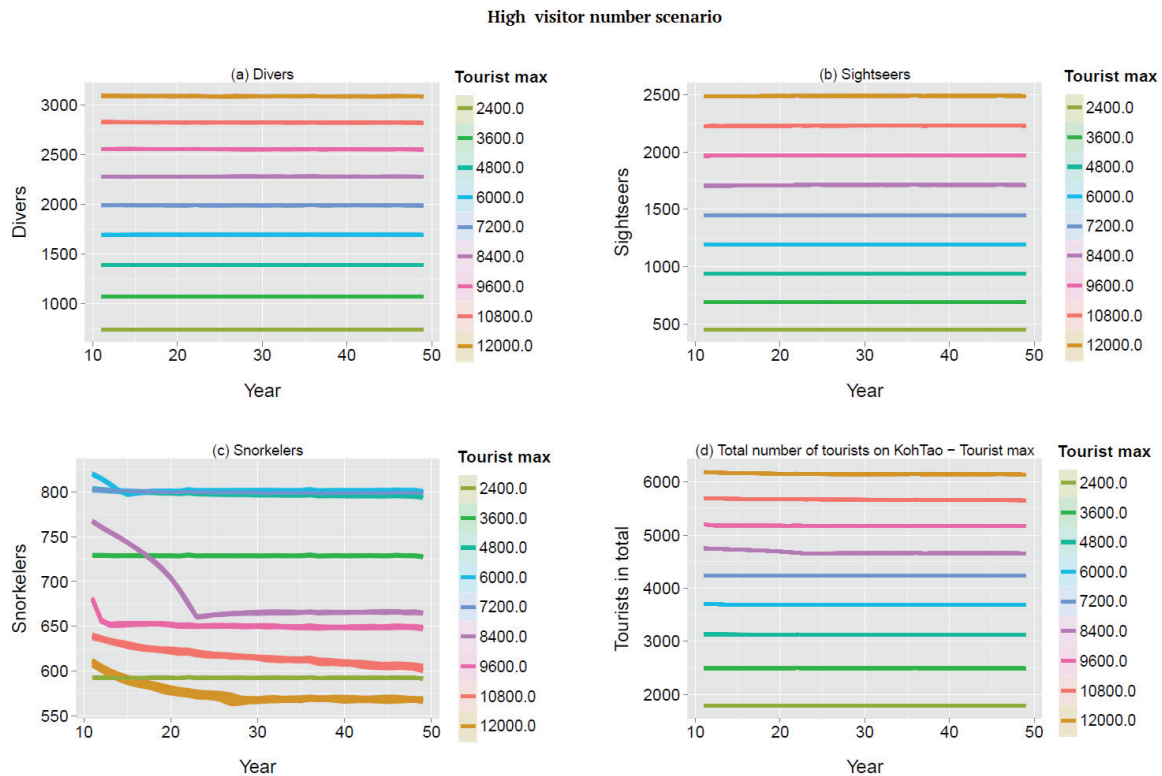 High visitor number scenario
(a) Divers
Tourist max
3000
2500
2000
1500
1000
Divers
10 20 30 40 50
Year
2400.0
3600.0
4800.0
6000.0
7200.0
8400.0
9600.0
10800.0
12000.0
(b) Sightseers
Tourist max
2500
2000
1500
1000
500
Sightseers
10 20 30 40 50
Year
2400.0
3600.0
4800.0
6000.0
7200.0
8400.0
9600.0
10800.0
12000.0
(c) Snorkelers
Tourist max
800
750
700
650
600
550
Snorkelers
10 20 30 40 50
Year
2400.0
3600.0
4800.0
6000.0
7200.0
8400.0
9600.0
10800.0
12000.0
(d) Total number of tourists on KohTao − Tourist max
Tourist max
6000
5000
4000
3000
2000
Tourists in total
10 20 30 40 50
Year
2400.0
3600.0
4800.0
6000.0
7200.0
8400.0
9600.0
10800.0
12000.0